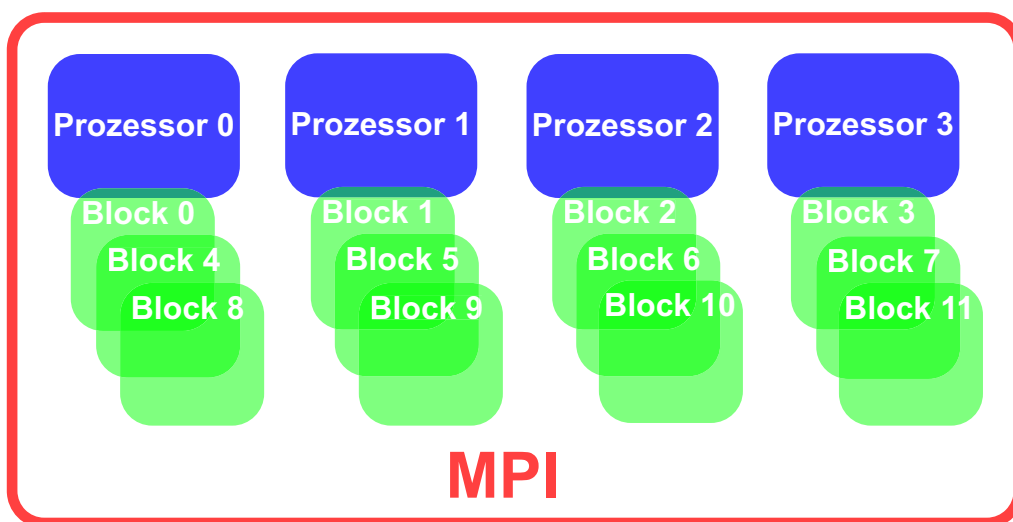 Prozessor 0
Prozessor 1
Prozessor 2
Prozessor 3
Block 0
Block 1
Block 2
Block 3
Block 4
Block 5
Block 6
Block 7
Block 8
Block 9
Block 10
Block 11
MPI